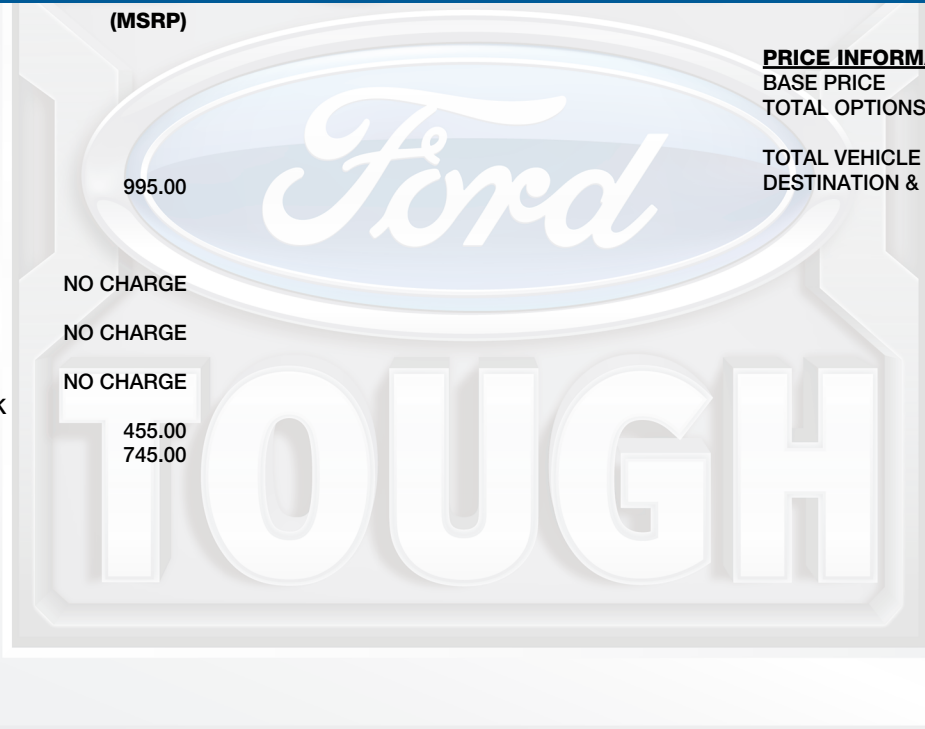 (MSRP)
995.00
NO CHARGE
NO CHARGE
NO CHARGE
K
455.00
745.00
PRICE INFORMA
BASE PRICE
TOTAL OPTIONS
TOTAL VEHICLE
DESTINATION &
Ford
TOUGH